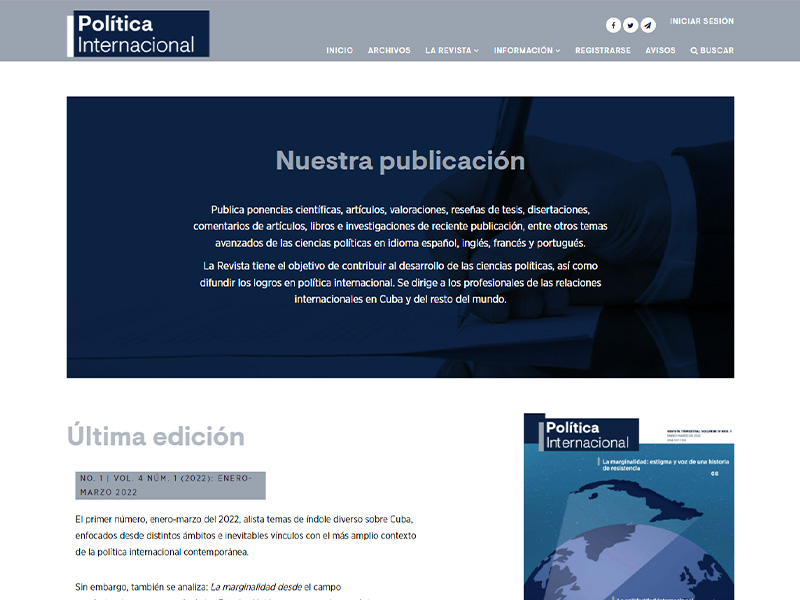 Política
Internacional
INICIAR SESIÓN
INICIO ARCHIVOS LA REVISTA INFORMACIÓN REGISTRARSE AVISOS BUSCAR
Nuestra publicación
Publica ponencias científicas, artículos, valoraciones, reseñas de tesis, disertaciones,
comentarios de artículos, libros e investigaciones de reciente publicación, entre otros temas
avanzados de las ciencias políticas en idioma español, inglés, francés y portugués.
La Revista tiene el objetivo de contribuir al desarrollo de las ciencias políticas, así como
difundir los logros en política internacional. Se dirige a los profesionales de las relaciones
internacionales en Cuba y del resto del mundo.
Última edición
NO. 1 | VOL. 4 NÚM. 1 (2022): ENERO-
MARZO 2022
El primer número, enero-marzo del 2022, alista temas de índole diverso sobre Cuba,
enfocados desde distintos ámbitos e inevitables vínculos con el más amplio contexto
de la política internacional contemporánea.
Sin embargo, también se analiza: La marginalidad desde el campo
Política
Internacional
La marginalidad: estigma y voz de una historia
de resistencia